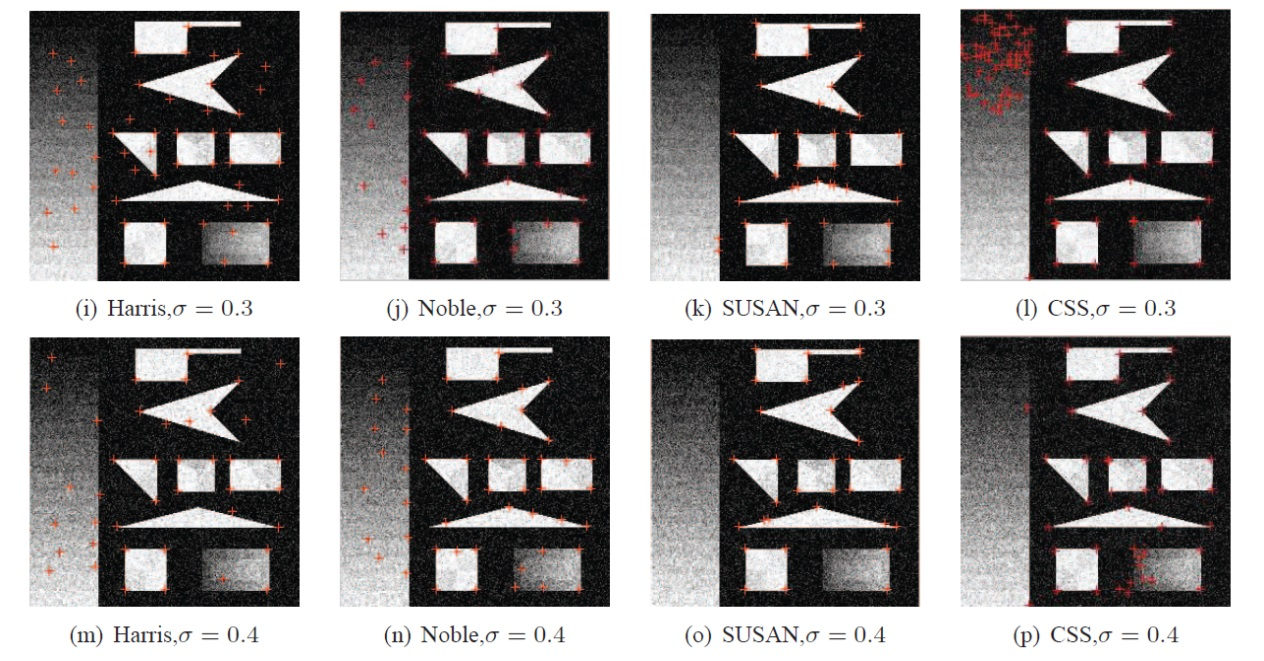 (i) Harris,σ = 0.3
(j) Noble,σ = 0.3
(k) SUSAN,σ = 0.3
(l) CSS,σ = 0.3
(m) Harris,σ = 0.4
(n) Noble,σ = 0.4
(o) SUSAN,σ = 0.4
(p) CSS,σ = 0.4